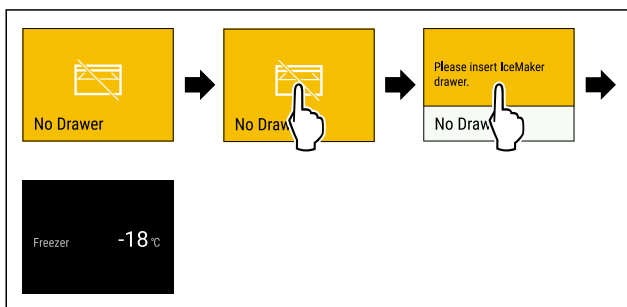 No Drawer
No Draw
Please insert IceMaker
drawer.
No Draw
Freezer -18 °C